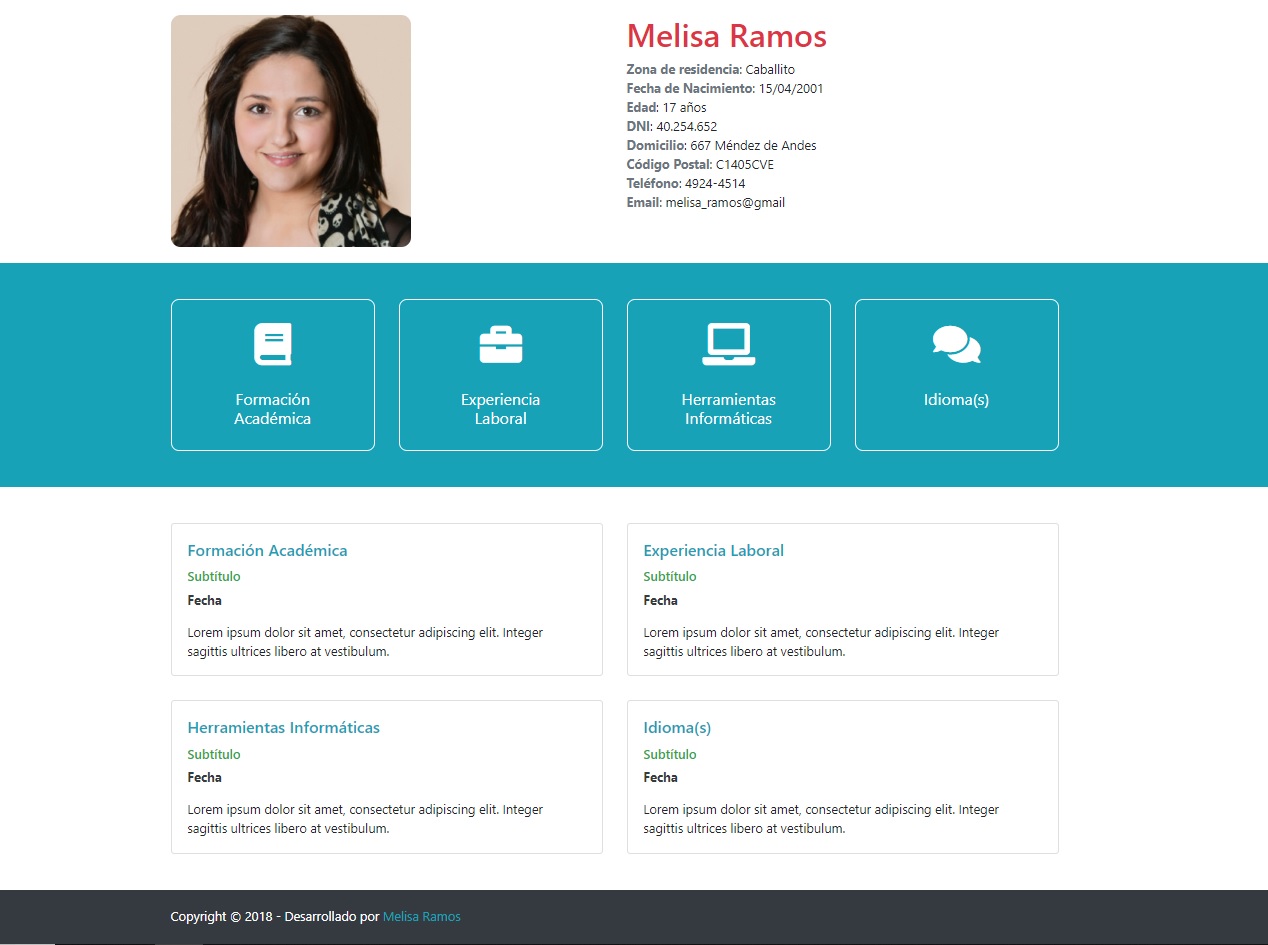 Melisa Ramos
Zona de residencia: Caballito
Fecha de Nacimiento: 15/04/2001
Edad: 17 años
DNI: 40.254.652
Domicilio: 667 Méndez de Andes
Código Postal: C1405CVE
Teléfono: 4924-4514
Email: melisa_ramos@gmail
Formación
Académica
Experiencia
Laboral
Herramientas
Informáticas
Idioma(s)
Formación Académica
Subtítulo
Fecha
Lorem ipsum dolor sit amet, consectetur adipiscing elit. Integer
sagittis ultrices libero at vestibulum.
Experiencia Laboral
Subtítulo
Fecha
Lorem ipsum dolor sit amet, consectetur adipiscing elit. Integer
sagittis ultrices libero at vestibulum.
Herramientas Informáticas
Subtítulo
Fecha
Lorem ipsum dolor sit amet, consectetur adipiscing elit. Integer
sagittis ultrices libero at vestibulum.
Idioma(s)
Subtítulo
Fecha
Lorem ipsum dolor sit amet, consectetur adipiscing elit. Integer
sagittis ultrices libero at vestibulum.
Copyright © 2018 - Desarrollado por Melisa Ramos